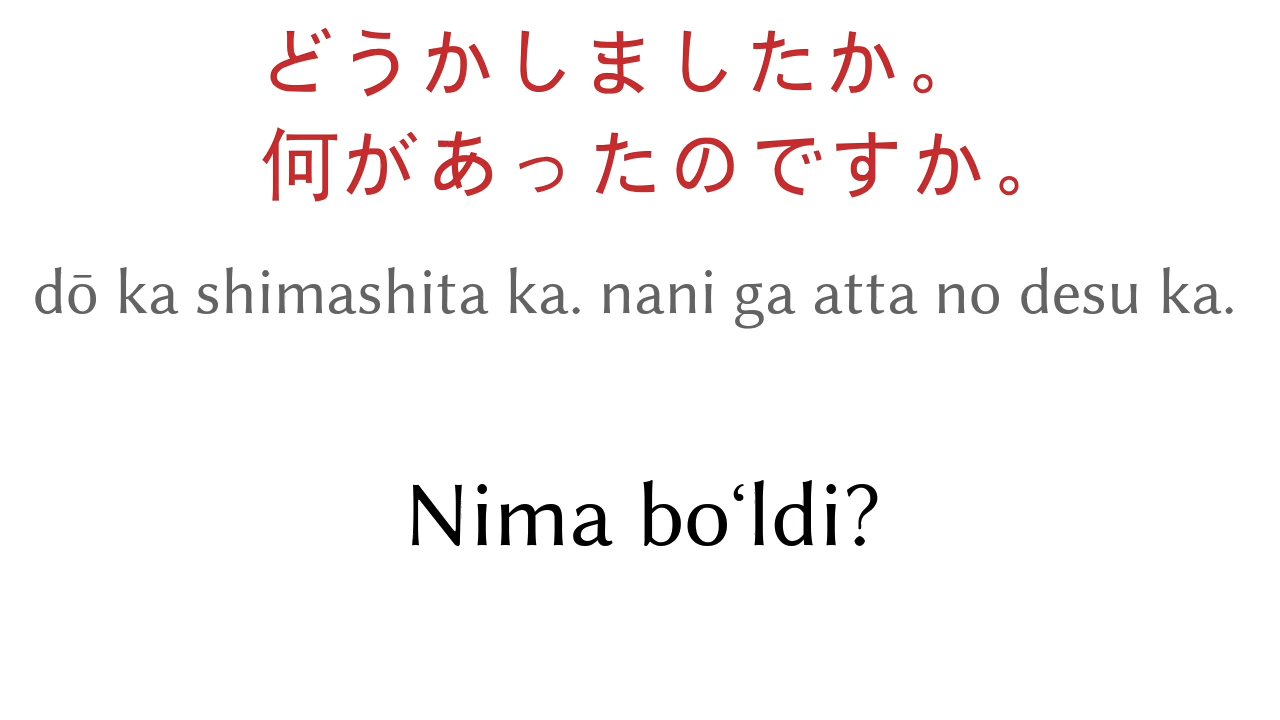 どうかしましたか。
何があったのですか。
dō ka shimashita ka. nani ga atta no desu ka.
Nima bo‘ldi?